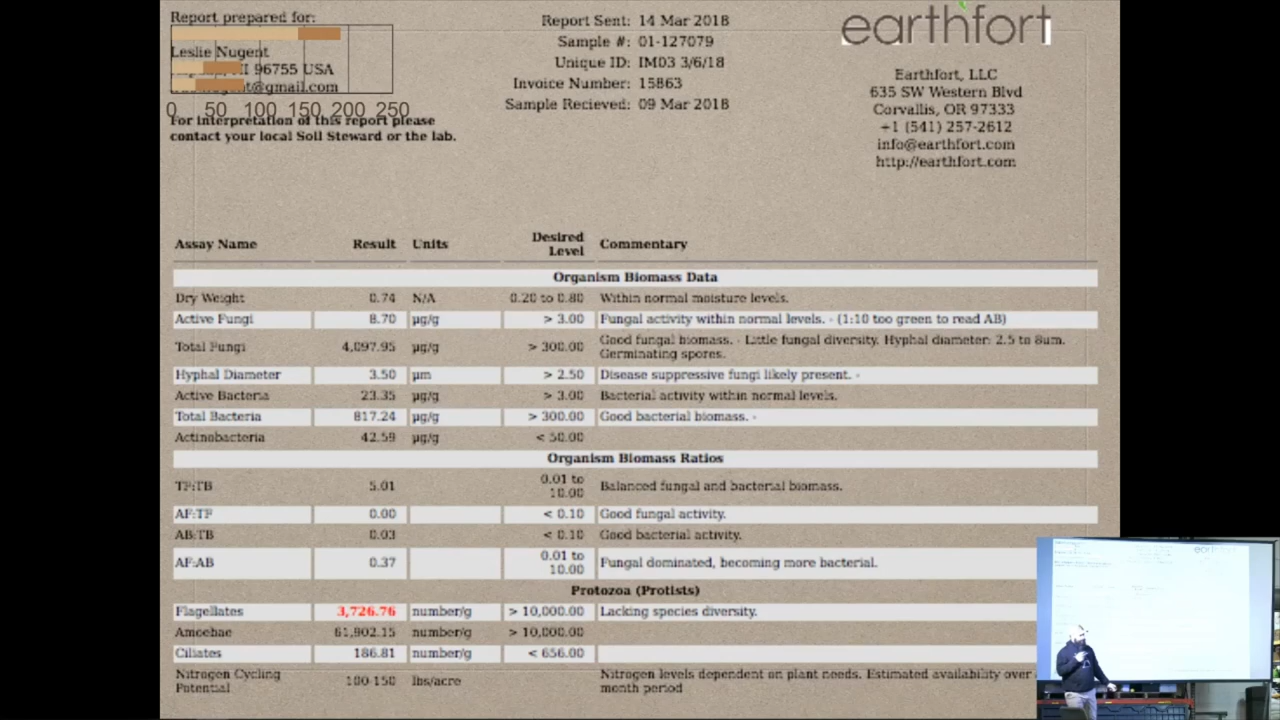 Report prepared for:
Leslie Nugent
HI 96755 USA
@gmail.com
0 50 100 150 200 250
For interpretation of this report please
contact your local Soil Steward or the lab.
Report Sent: 14 Mar 2018
Sample #: 01-127079
Unique ID: IM03 3/6/18
Invoice Number: 15863
Sample Recieved: 09 Mar 2018
earthfort
Earthfort, LLC
635 SW Western Blvd
Corvallis, OR 97333
+1 (541) 257-2612
info@earthfort.com
http://earthfort.com
Assay Name Result Units Desired Level Commentary
Organism Biomass Data
Dry Weight 0.74 N/A 0.20 to 0.80 Within normal moisture levels.
Active Fungi 8.70 µg/g > 3.00 Fungal activity within normal levels. - (1:10 too green to read AB)
Total Fungi 4,097.95 µg/g > 300.00 Good fungal biomass. - Little fungal diversity. Hyphal diameter: 2.5 to 8um.
Germinating spores.
Hyphal Diameter 3.50 µm > 2.50 Disease suppressive fungi likely present. -
Active Bacteria 23.35 µg/g > 3.00 Bacterial activity within normal levels.
Total Bacteria 817.24 µg/g > 300.00 Good bacterial biomass. -
Actinobacteria 42.59 µg/g < 50.00
Organism Biomass Ratios
TF:TB 5.01 0.01 to 10.00 Balanced fungal and bacterial biomass.
AF:TF 0.00 < 0.10 Good fungal activity.
AB:TB 0.03 < 0.10 Good bacterial activity.
AF:AB 0.37 0.01 to 10.00 Fungal dominated, becoming more bacterial.
Protozoa (Protists)
Flagellates 3,726.76 number/g > 10,000.00 Lacking species diversity.
Amoebae 61,902.15 number/g > 10,000.00
Ciliates 186.81 number/g < 656.00
Nitrogen Cycling Potential 100-150 lbs/acre Nitrogen levels dependent on plant needs. Estimated availability over
month period
earthfort